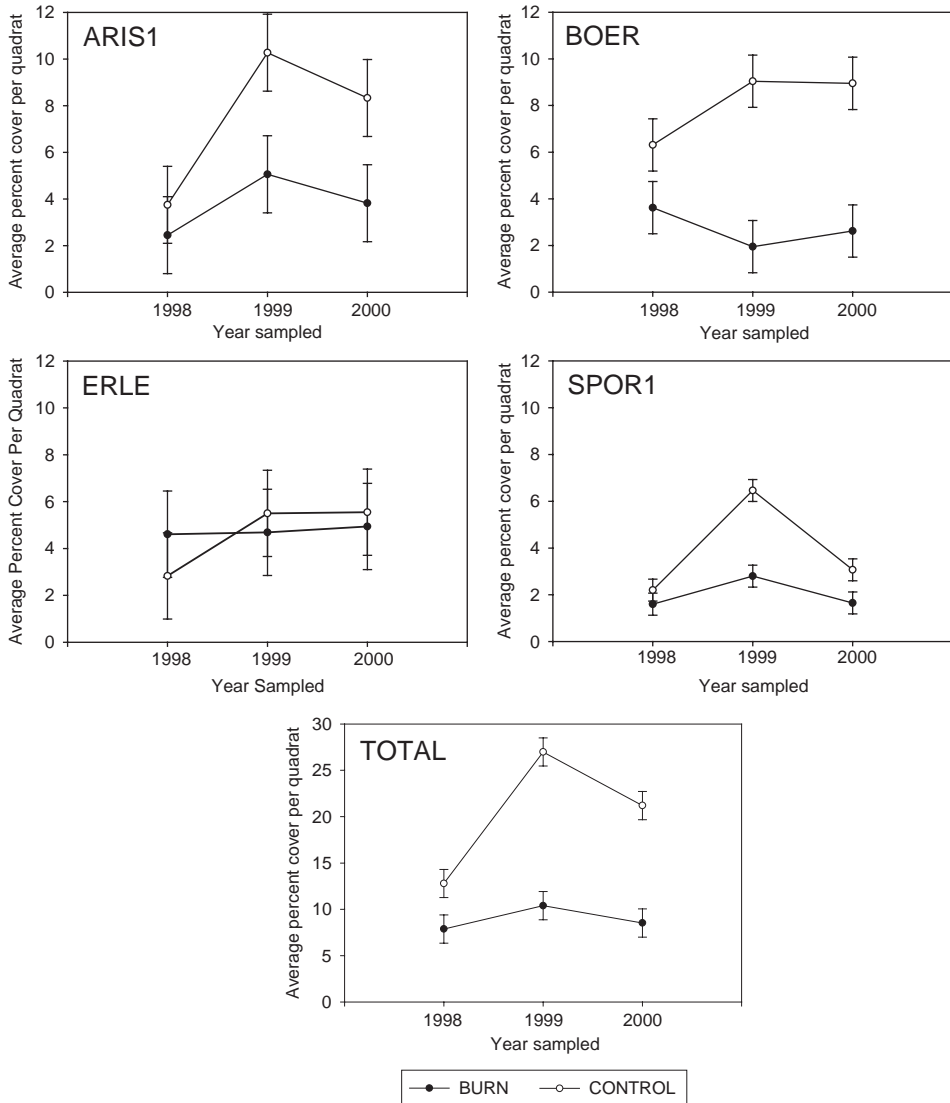 ARIS1
Average percent cover per quadrat
12
10
8
6
4
2
0
1998
1999
2000
Year sampled
BOER
Average percent cover per quadrat
12
10
8
6
4
2
0
1998
1999
2000
Year sampled
ERLE
Average Percent Cover Per Quadrat
12
10
8
6
4
2
0
1998
1999
2000
Year Sampled
SPOR1
Average percent cover per quadrat
12
10
8
6
4
2
0
1998
1999
2000
Year sampled
TOTAL
Average percent cover per quadrat
30
25
20
15
10
5
0
1998
1999
2000
Year sampled
BURN
CONTROL